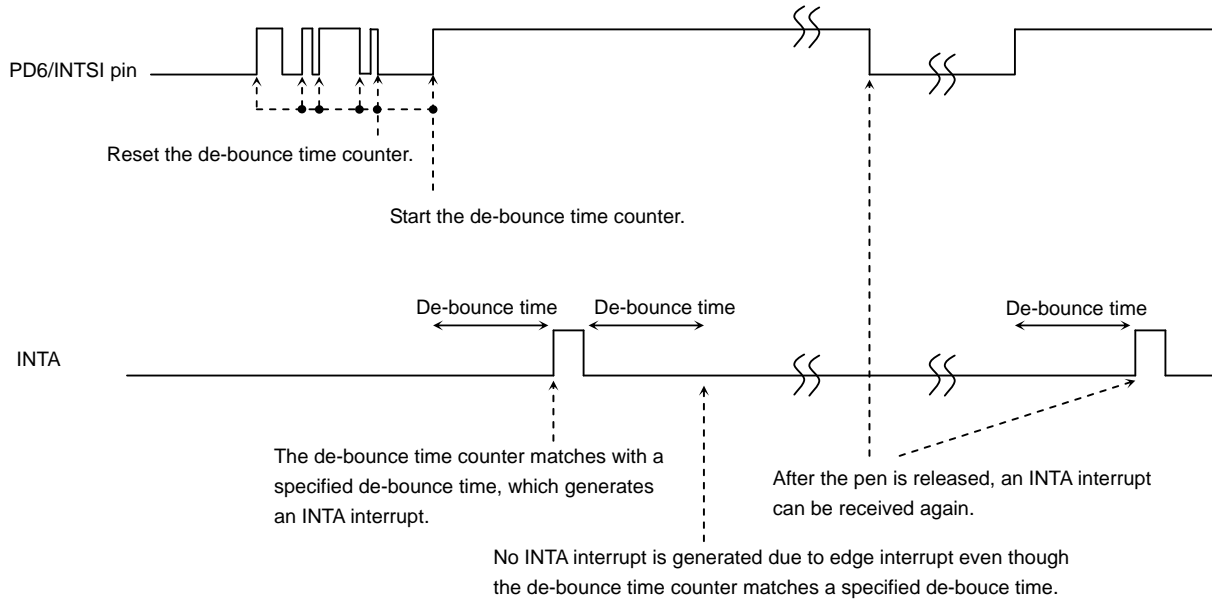 PD6/INTSI pin
Reset the de-bounce time counter.
Start the de-bounce time counter.
De-bounce time
De-bounce time
De-bounce time
INTA
The de-bounce time counter matches with a
specified de-bounce time, which generates
an INTA interrupt.
After the pen is released, an INTA interrupt
can be received again.
No INTA interrupt is generated due to edge interrupt even though
the de-bounce time counter matches a specified de-bouce time.